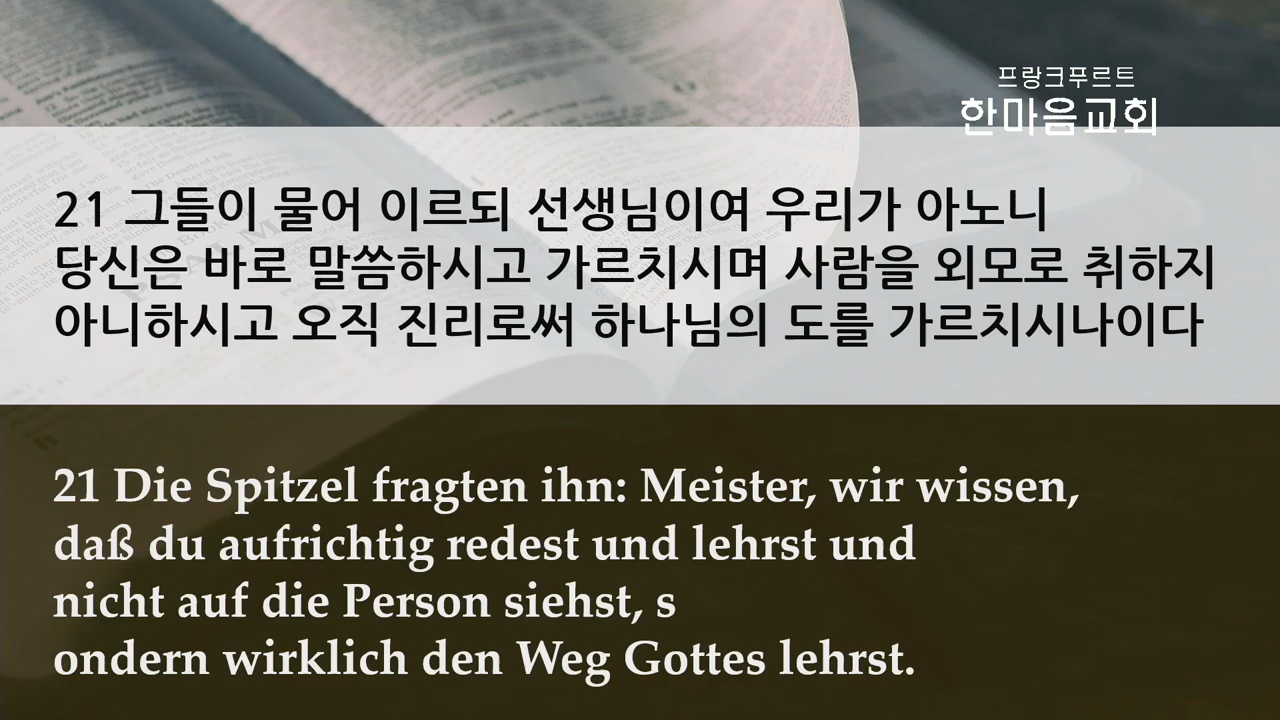 프랑크푸르트
한마음교회
21 그들이 물어 이르되 선생님이여 우리가 아노니
당신은 바로 말씀하시고 가르치시며 사람을 외모로 취하지
아니하시고 오직 진리로써 하나님의 도를 가르치시나이다
21 Die Spitzel fragten ihn: Meister, wir wissen,
daß du aufrichtig redest und lehrst und
nicht auf die Person siehst, s
ondern wirklich den Weg Gottes lehrst.